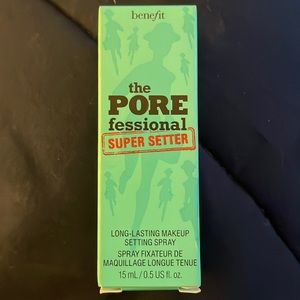 benefit
the
PORE
fessional
SUPER SETTER
LONG-LASTING MAKEUP
SETTING SPRAY
SPRAY FIXATEUR DE
MAQUILLAGE LONGUE TENUE
15 mL / 0.5 US fl. oz.